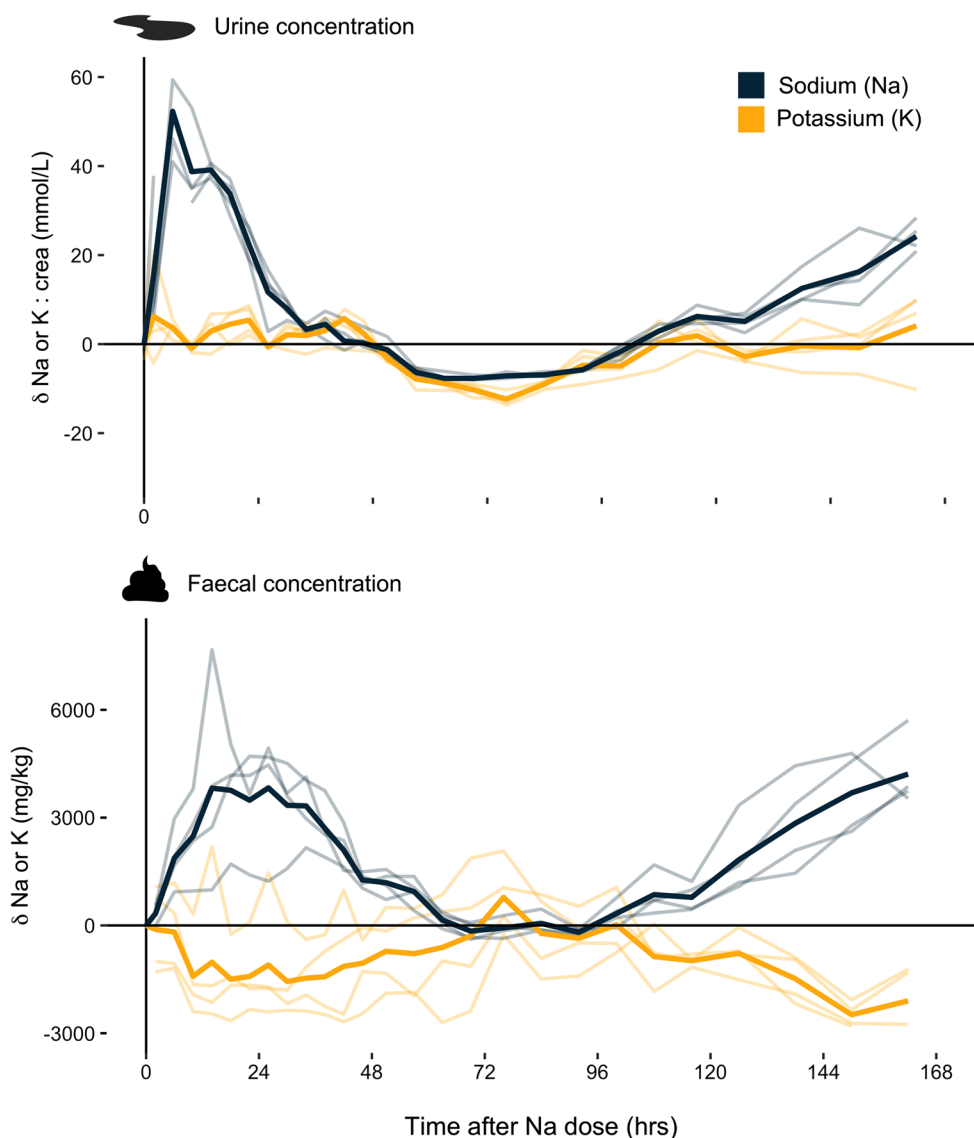 Urine concentration
Sodium (Na)
Potassium (K)
δ Na or K : crea (mmol/L)
60
40
20
0
-20
0
Faecal concentration
δ Na or K (mg/kg)
6000
3000
0
-3000
0 24 48 72 96 120 144 168
Time after Na dose (hrs)